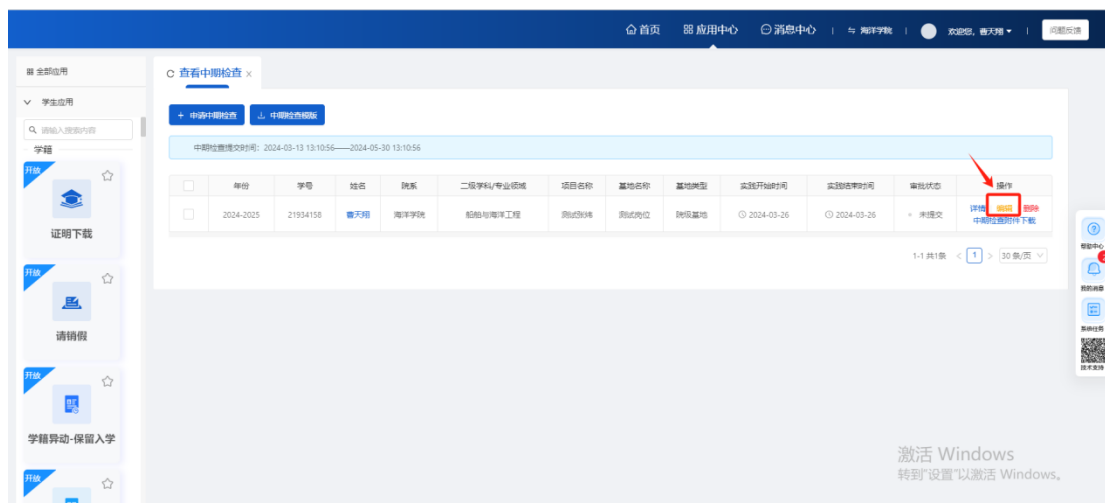 首页 应用中心 消息中心 海洋学院 欢迎您, 曹天翔 问题反馈
全部应用
查看中期检查 ×
学生应用
+ 申请中期检查 中期检查模版
请输入搜索内容
中期检查提交时间: 2024-03-13 13:10:56——2024-05-30 13:10:56
学籍
年份 学号 姓名 院系 二级学科/专业领域 项目名称 基地名称 基地类型 实践开始时间 实践结束时间 审批状态 操作
2024-2025 21934158 曹天翔 海洋学院 船舶与海洋工程 测试张炜 测试岗位 院级基地 2024-03-26 2024-03-26 未提交 详情 编辑 删除
中期检查附件下载
1-1 共1条 < 1 > 30 条/页
开放
证明下载
帮助中心
我的消息
系统任务
技术支持
开放
请销假
开放
学籍异动-保留入学
开放
激活 Windows
转到"设置"以激活 Windows。